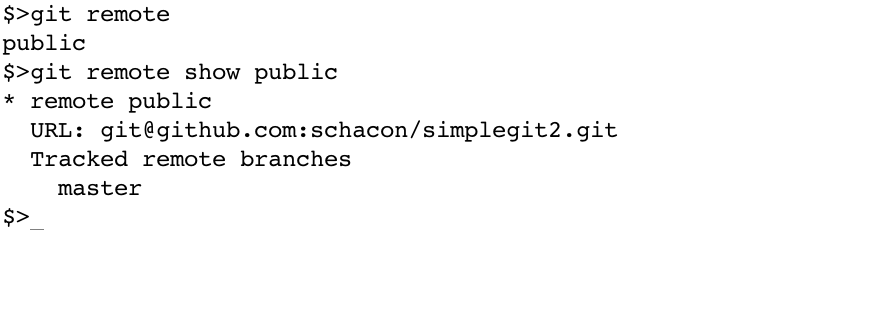 $>git remote
public
$>git remote show public
* remote public
  URL: git@github.com:schacon/simplegit2.git
  Tracked remote branches
    master
$>_